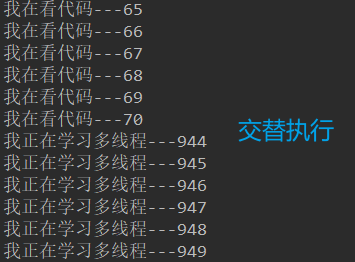 我在看代码---65
我在看代码---66
我在看代码---67
我在看代码---68
我在看代码---69
我在看代码---70
我正在学习多线程---944
交替执行
我正在学习多线程---945
我正在学习多线程---946
我正在学习多线程---947
我正在学习多线程---948
我正在学习多线程---949